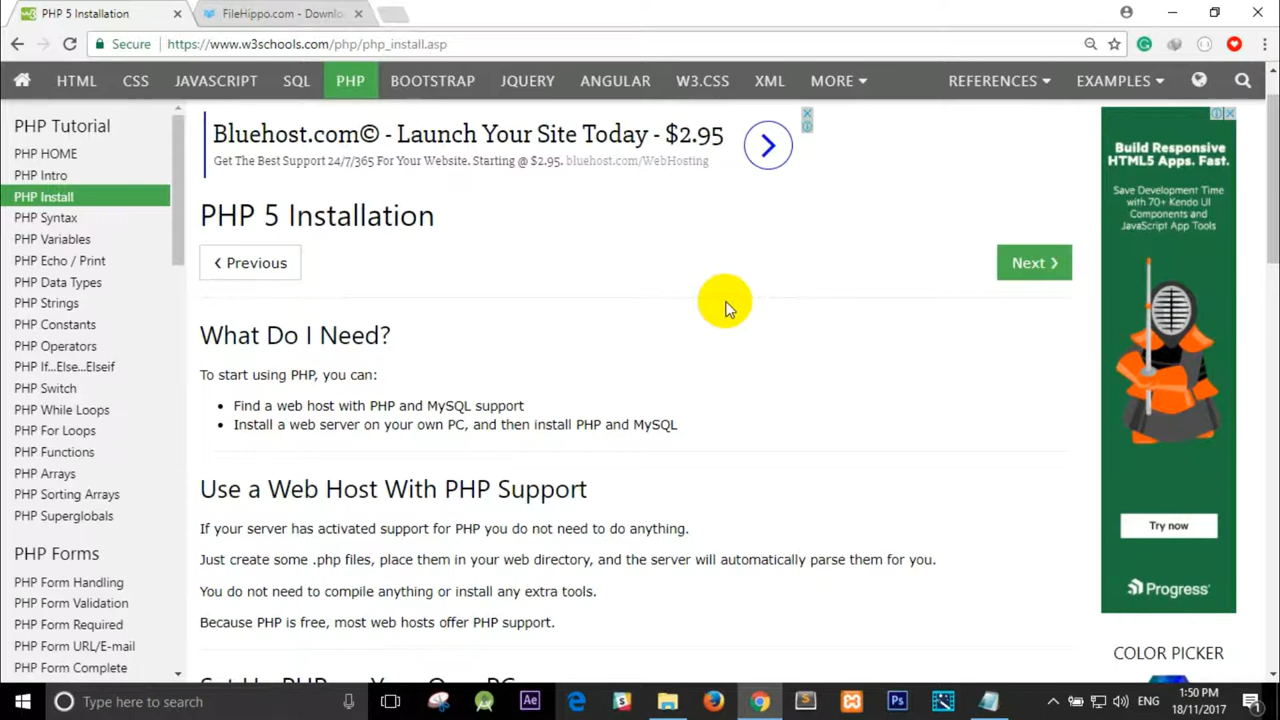 PHP 5 Installation
FileHippo.com - Downlo
Secure
https://www.w3schools.com/php/php_install.asp
HTML CSS JAVASCRIPT SQL PHP BOOTSTRAP JQUERY ANGULAR W3.CSS XML MORE REFERENCES EXAMPLES
PHP Tutorial
PHP HOME
PHP Intro
PHP Install
PHP Syntax
PHP Variables
PHP Echo / Print
PHP Data Types
PHP Strings
PHP Constants
PHP Operators
PHP If...Else...Elseif
PHP Switch
PHP While Loops
PHP For Loops
PHP Functions
PHP Arrays
PHP Sorting Arrays
PHP Superglobals
PHP Forms
PHP Form Handling
PHP Form Validation
PHP Form Required
PHP Form URL/E-mail
PHP Form Complete
Bluehost.com© - Launch Your Site Today - $2.95
Get The Best Support 24/7/365 For Your Website. Starting @ $2.95. bluehost.com/WebHosting
PHP 5 Installation
❮ Previous
Next ❯
What Do I Need?
To start using PHP, you can:
• Find a web host with PHP and MySQL support
• Install a web server on your own PC, and then install PHP and MySQL
Use a Web Host With PHP Support
If your server has activated support for PHP you do not need to do anything.
Just create some .php files, place them in your web directory, and the server will automatically parse them for you.
You do not need to compile anything or install any extra tools.
Because PHP is free, most web hosts offer PHP support.
Build Responsive
HTML5 Apps. Fast.
Save Development Time
with 70+ Kendo UI
Components and
JavaScript App Tools
Try now
Progress
COLOR PICKER
Type here to search
Ae
S
Ps
ENG
1:50 PM
18/11/2017